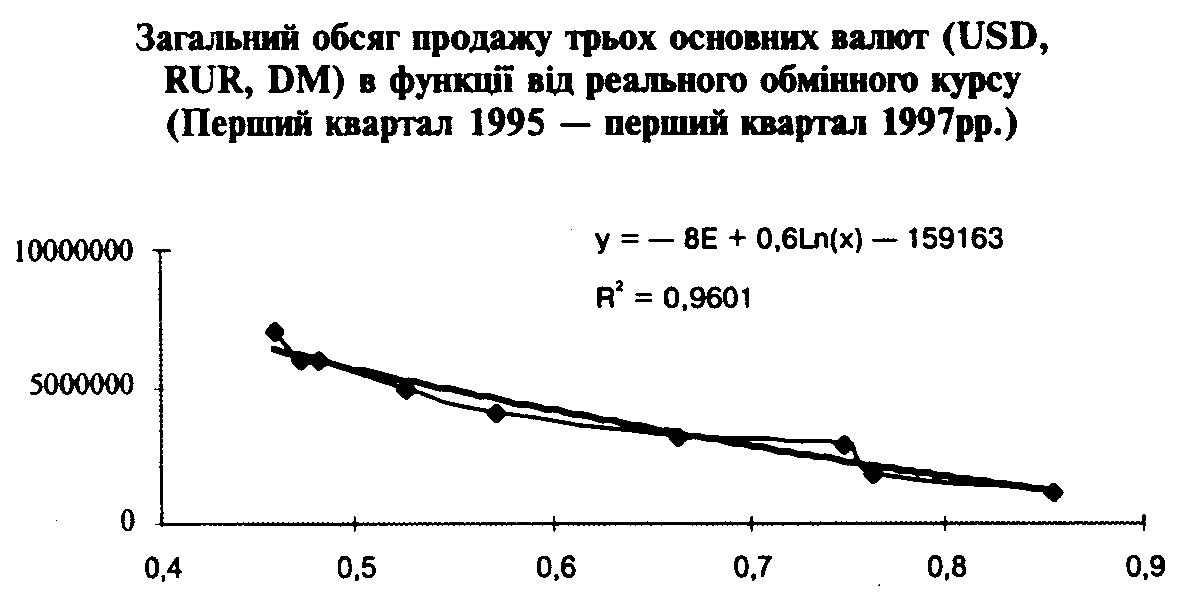 Загальний обсяг продажу трьох основних валют (USD,
RUR, DM) в функції від реального обмінного курсу
(Перший квартал 1995 — перший квартал 1997рр.)
y = — 8E + 0,6Ln(x) — 159163
R² = 0,9601
10000000
5000000
0
0,4 0,5 0,6 0,7 0,8 0,9